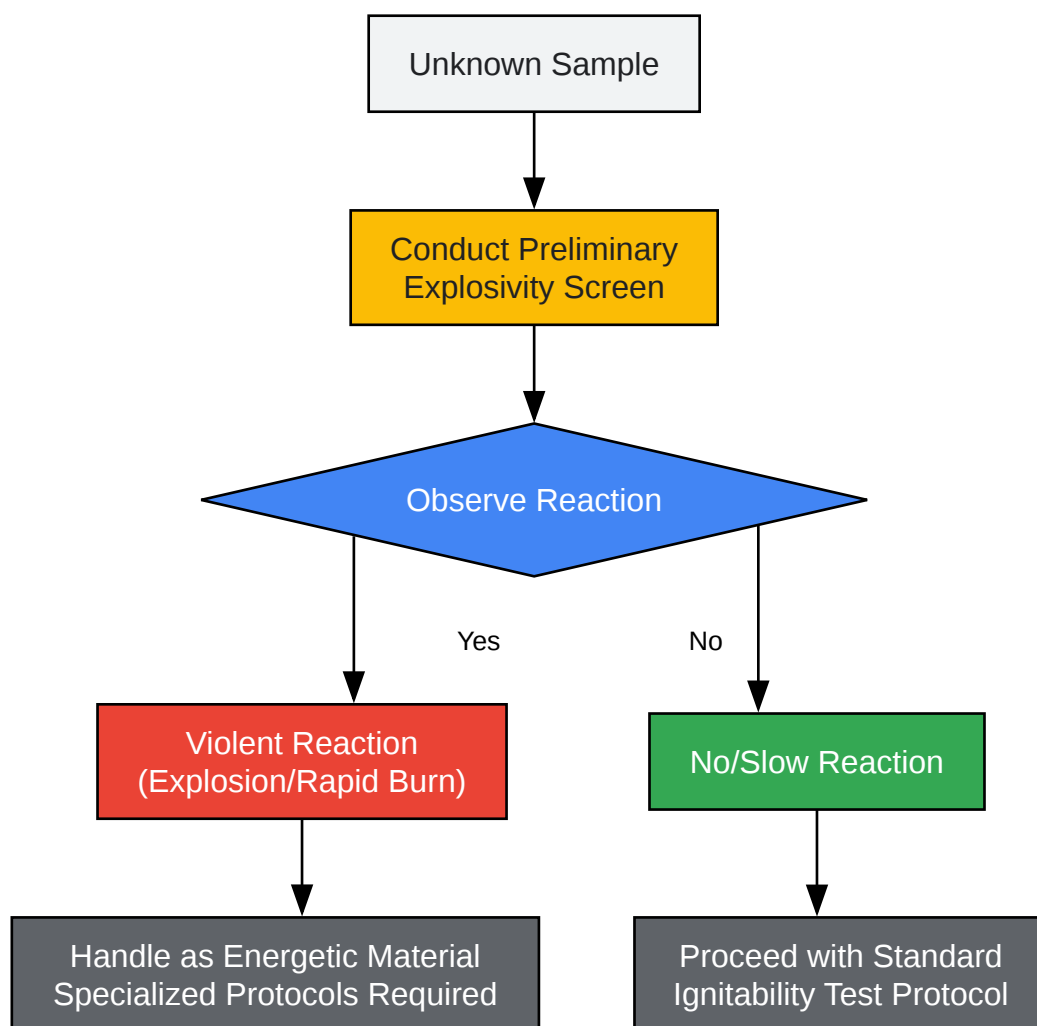 Unknown Sample
Conduct Preliminary
Explosivity Screen
Observe Reaction
Yes
No
Violent Reaction
(Explosion/Rapid Burn)
No/Slow Reaction
Handle as Energetic Material
Specialized Protocols Required
Proceed with Standard
Ignitability Test Protocol